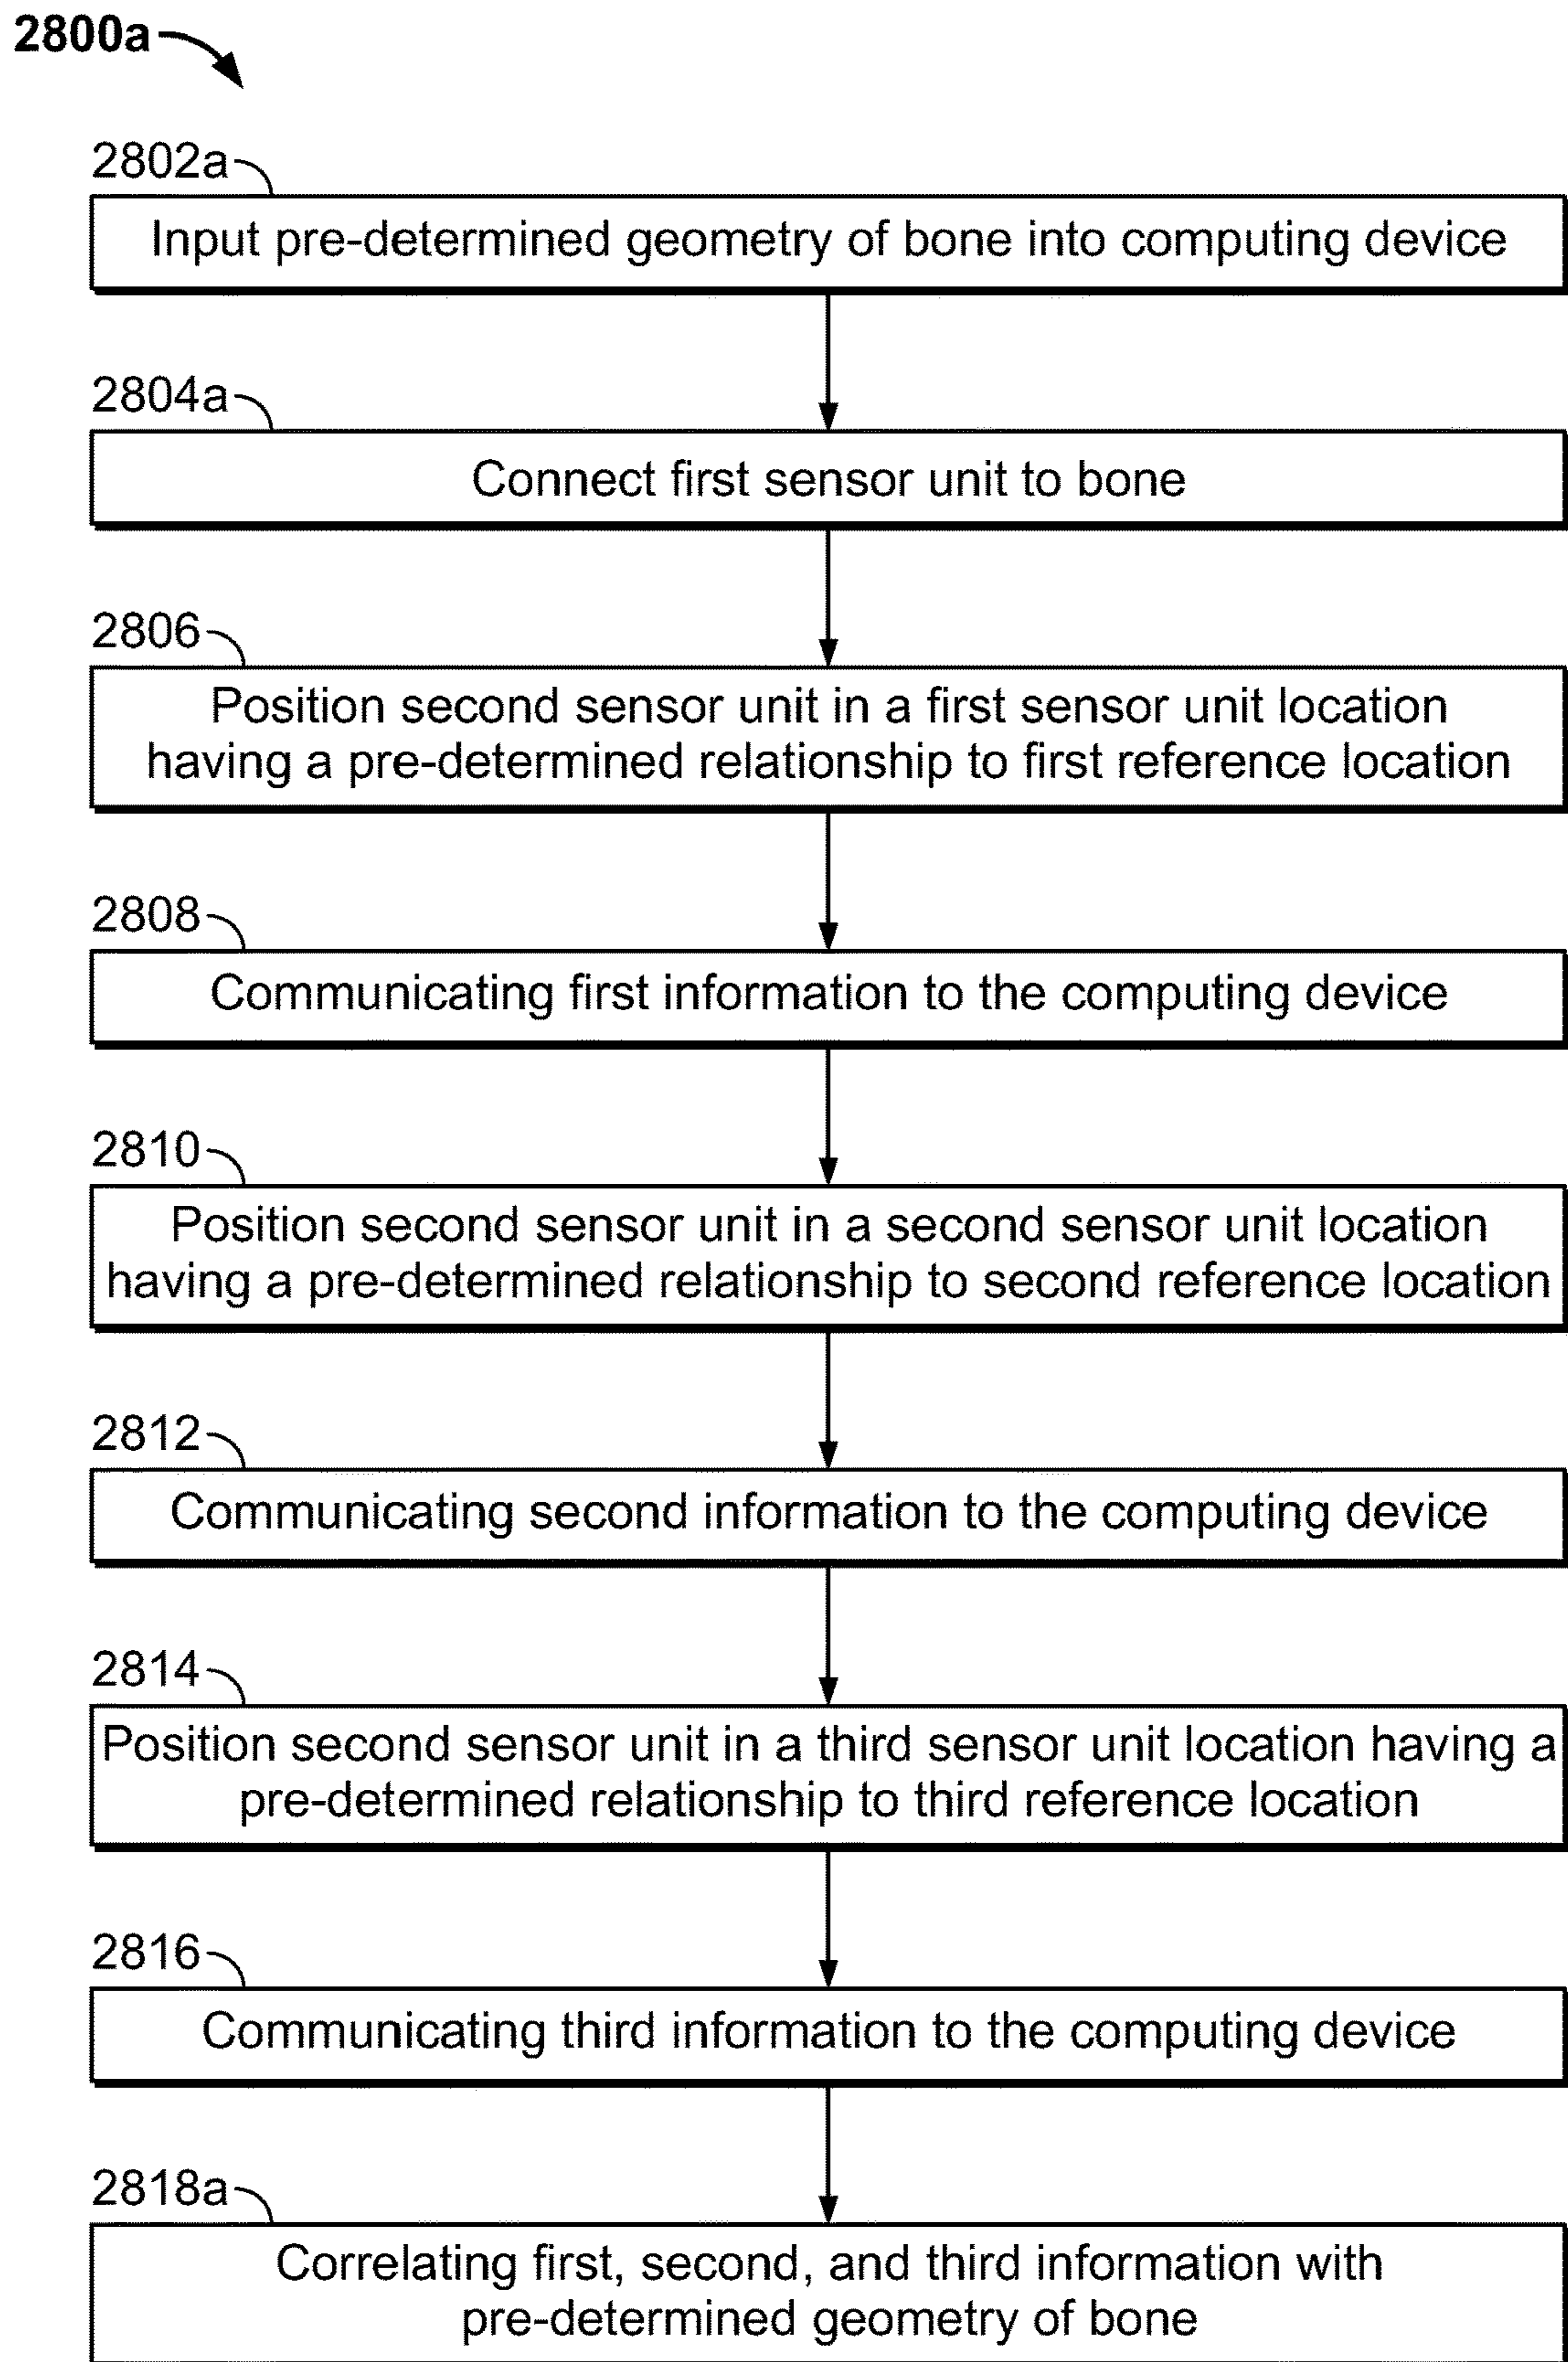 2800a
2802a
Input pre-determined geometry of bone into computing device
2804a
Connect first sensor unit to bone
2806
Position second sensor unit in a first sensor unit location
having a pre-determined relationship to first reference location
2808
Communicating first information to the computing device
2810
Position second sensor unit in a second sensor unit location
having a pre-determined relationship to second reference location
2812
Communicating second information to the computing device
2814
Position second sensor unit in a third sensor unit location having a
pre-determined relationship to third reference location
2816
Communicating third information to the computing device
2818a
Correlating first, second, and third information with
pre-determined geometry of bone